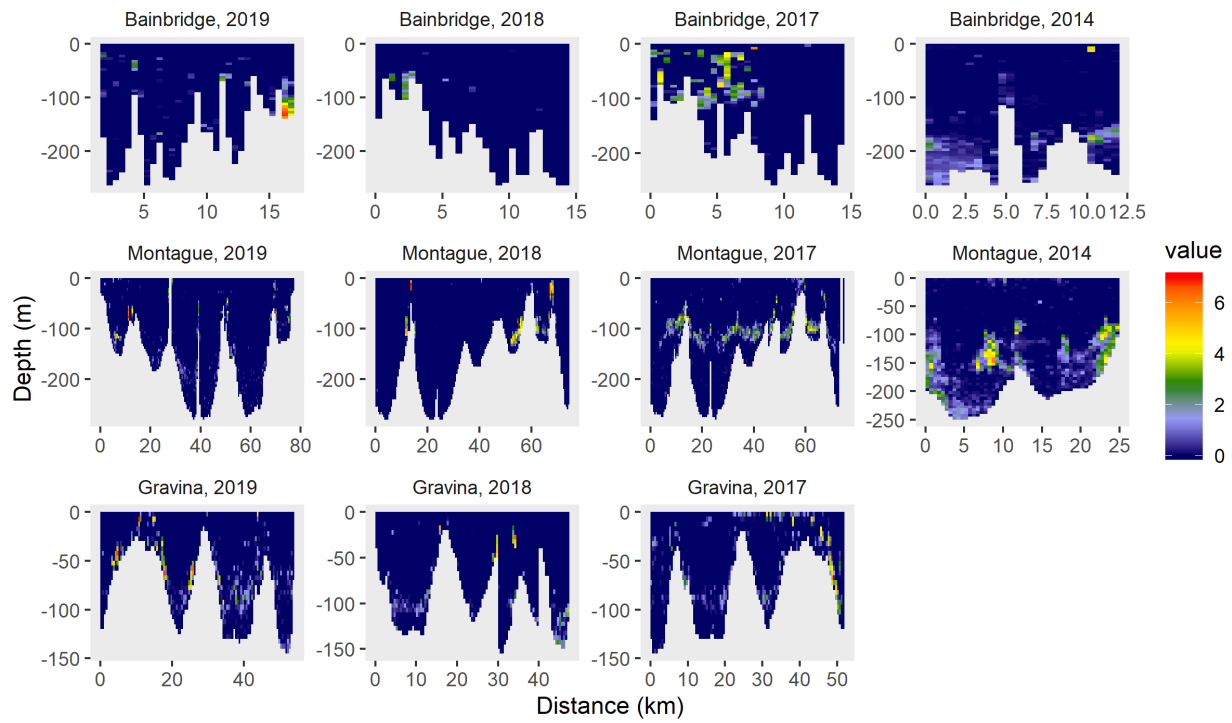 Bainbridge, 2019 Bainbridge, 2018 Bainbridge, 2017 Bainbridge, 2014
0 0 0 0
-100 -100 -100 -100
-200 -200 -200 -200
5 10 15 0 5 10 15 0 5 10 15 0.0 2.5 5.0 7.5 10.0 12.5
Montague, 2019 Montague, 2018 Montague, 2017 Montague, 2014
0 0 0 0
-50
-100 -100 -100 -100
-150
-200 -200 -200 -200
-250
0 20 40 60 80 0 20 40 60 0 20 40 60 0 5 10 15 20 25
Gravina, 2019 Gravina, 2018 Gravina, 2017
0 0 0
-50 -50 -50
-100 -100 -100
-150 -150 -150
0 20 40 0 10 20 30 40 0 10 20 30 40 50
Depth (m)
Distance (km)
value
6
4
2
0